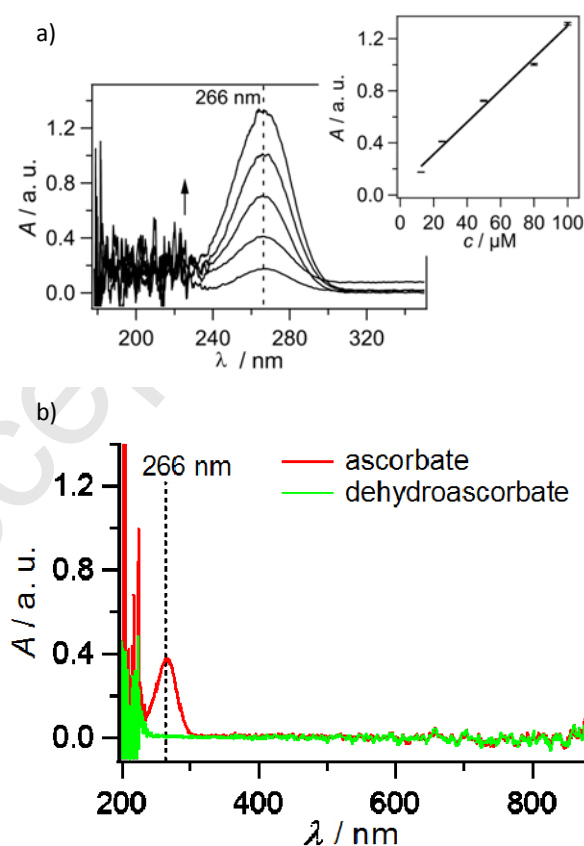 a)
266 nm
A / a. u.
1.2
0.8
0.4
0.0
200 240 280 320
λ / nm
A / a. u.
1.2
0.8
0.4
0.0
0 20 40 60 80 100
c / µM
b)
266 nm
ascorbate
dehydroascorbate
A / a. u.
1.2
0.8
0.4
0.0
200 400 600 800
λ / nm